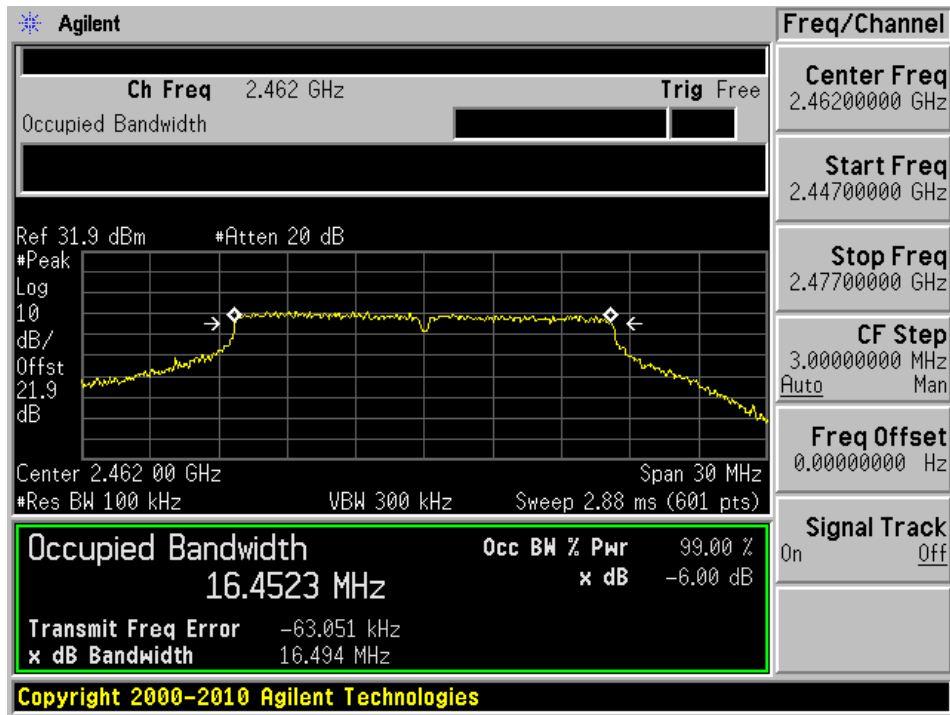 Agilent
Freq/Channel
Ch Freq 2.462 GHz Trig Free
Occupied Bandwidth
Center Freq
2.46200000 GHz
Start Freq
2.44700000 GHz
Stop Freq
2.47700000 GHz
CF Step
3.00000000 MHz
Auto Man
Freq Offset
0.00000000 Hz
Signal Track
On Off
Ref 31.9 dBm #Atten 20 dB
#Peak
Log
10
dB/
Offst
21.9
dB
Center 2.462 00 GHz Span 30 MHz
#Res BW 100 kHz VBW 300 kHz Sweep 2.88 ms (601 pts)
Occupied Bandwidth Occ BW % Pwr 99.00 %
16.4523 MHz x dB -6.00 dB
Transmit Freq Error -63.051 kHz
x dB Bandwidth 16.494 MHz
Copyright 2000-2010 Agilent Technologies